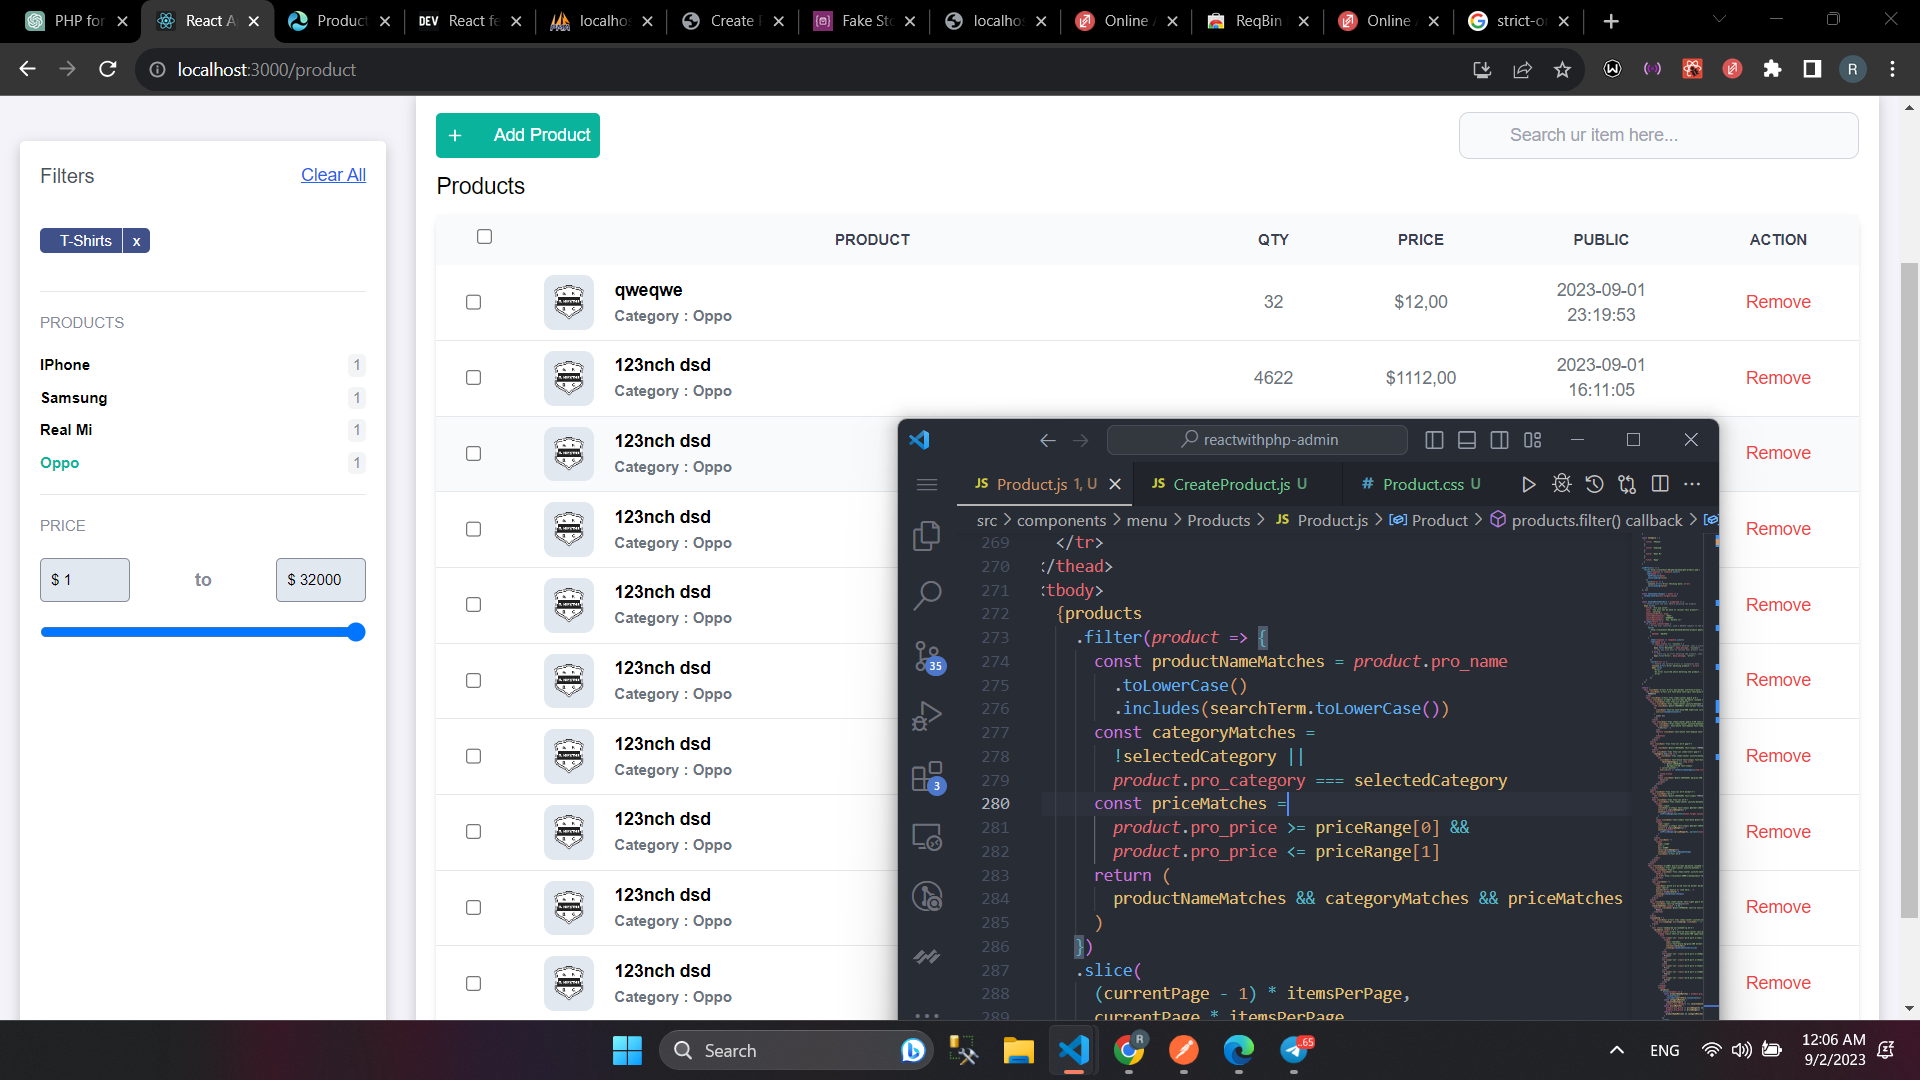 PHP for
React A
Product
DEV React fe
localho
Create
Fake Sto
localho
Online
ReqBin
Online
strict-o
localhost:3000/product
R
Filters
Clear All
T-Shirts x
PRODUCTS
IPhone 1
Samsung 1
Real Mi 1
Oppo 1
PRICE
$ 1 to $ 32000
+ Add Product
Search ur item here...
Products
PRODUCT QTY PRICE PUBLIC ACTION
qweqwe
Category : Oppo
32 $12,00 2023-09-01
23:19:53
Remove
123nch dsd
Category : Oppo
4622 $1112,00 2023-09-01
16:11:05
Remove
123nch dsd
Category : Oppo
Remove
123nch dsd
Category : Oppo
Remove
123nch dsd
Category : Oppo
Remove
123nch dsd
Category : Oppo
Remove
123nch dsd
Category : Oppo
Remove
123nch dsd
Category : Oppo
Remove
123nch dsd
Category : Oppo
Remove
123nch dsd
Category : Oppo
Remove
reactwithphp-admin
JS Product.js 1, U
JS CreateProduct.js U
# Product.css U
src > components > menu > Products > JS Product.js > Product > products.filter() callback >
35
3
269 </tr>
270 </thead>
271 <tbody>
272 {products
273 .filter(product => {
274 const productNameMatches = product.pro_name
275 .toLowerCase()
276 .includes(searchTerm.toLowerCase())
277 const categoryMatches =
278 !selectedCategory ||
279 product.pro_category === selectedCategory
280 const priceMatches =
281 product.pro_price >= priceRange[0] &&
282 product.pro_price <= priceRange[1]
283 return (
284 productNameMatches && categoryMatches && priceMatches
285 )
286 })
287 .slice(
288 (currentPage - 1) * itemsPerPage,
289 currentPage * itemsPerPage
Search
R
65
ENG
12:06 AM
9/2/2023